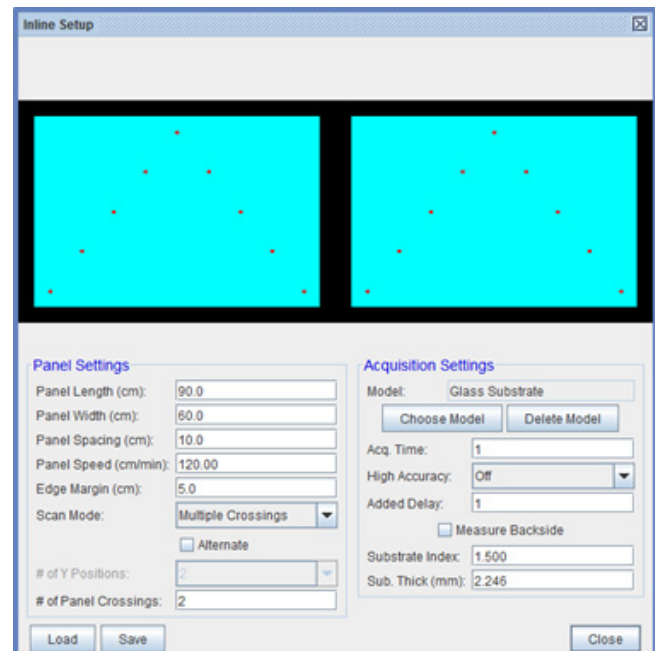 Inline Setup
Panel Settings
Panel Length (cm): 90.0
Panel Width (cm): 60.0
Panel Spacing (cm): 10.0
Panel Speed (cm/min): 120.00
Edge Margin (cm): 5.0
Scan Mode: Multiple Crossings
Alternate
# of Y Positions: 2
# of Panel Crossings: 2
Load Save
Acquisition Settings
Model: Glass Substrate
Choose Model Delete Model
Acq. Time: 1
High Accuracy: Off
Added Delay: 1
Measure Backside
Substrate Index: 1.500
Sub. Thick (mm): 2.246
Close